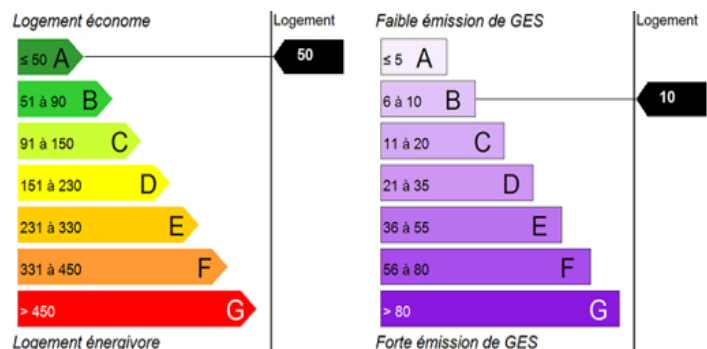 Logement économe
Logement
≤ 50 A
50
51 à 90 B
91 à 150 C
151 à 230 D
231 à 330 E
331 à 450 F
> 450 G
Logement énergivore
Faible émission de GES
Logement
≤ 5 A
6 à 10 B
10
11 à 20 C
21 à 35 D
36 à 55 E
56 à 80 F
> 80 G
Forte émission de GES